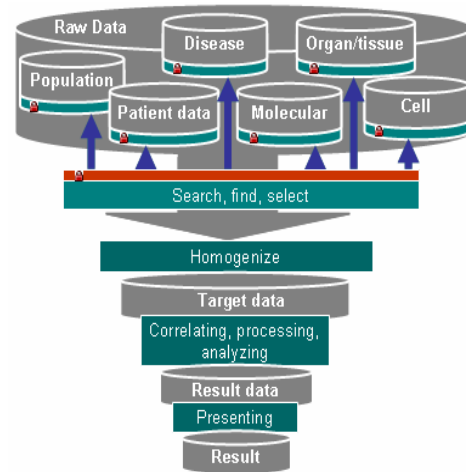 Raw Data
Disease
Organ/tissue
Population
Patient data
Molecular
Cell
Search, find, select
Homogenize
Target data
Correlating, processing,
analyzing
Result data
Presenting
Result